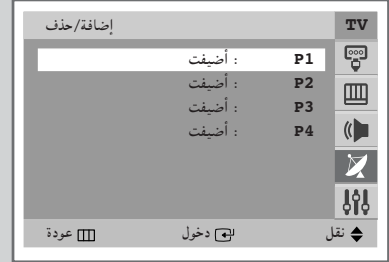 TV إضافة/حذف
P1 : أضيفت
P2 : أضيفت
P3 : أضيفت
P4 : أضيفت
نقل دخول عودة